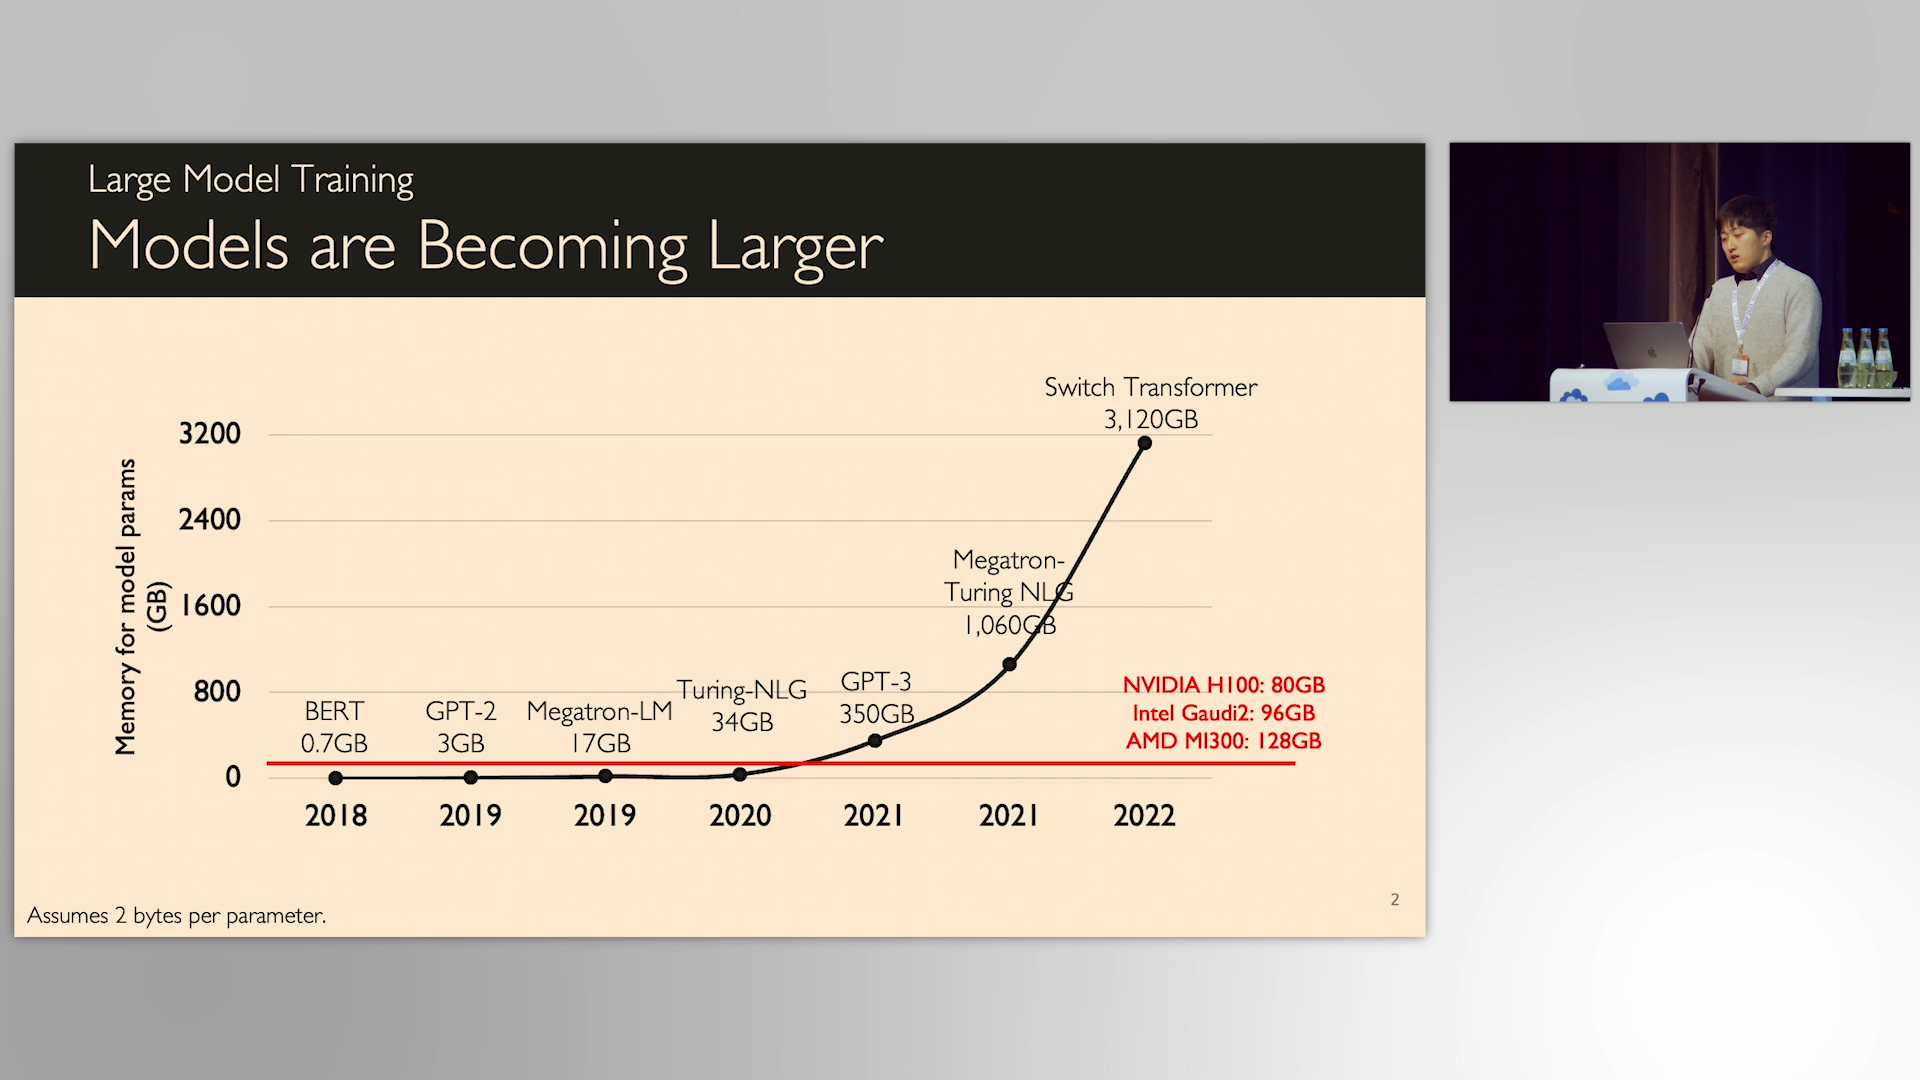 Large Model Training
Models are Becoming Larger
Memory for model params
(GB)
3200
2400
1600
800
0
BERT
0.7GB
GPT-2
3GB
Megatron-LM
17GB
Turing-NLG
34GB
GPT-3
350GB
Megatron-
Turing NLG
1,060GB
Switch Transformer
3,120GB
NVIDIA H100: 80GB
Intel Gaudi2: 96GB
AMD MI300: 128GB
2018
2019
2019
2020
2021
2021
2022
Assumes 2 bytes per parameter.
2